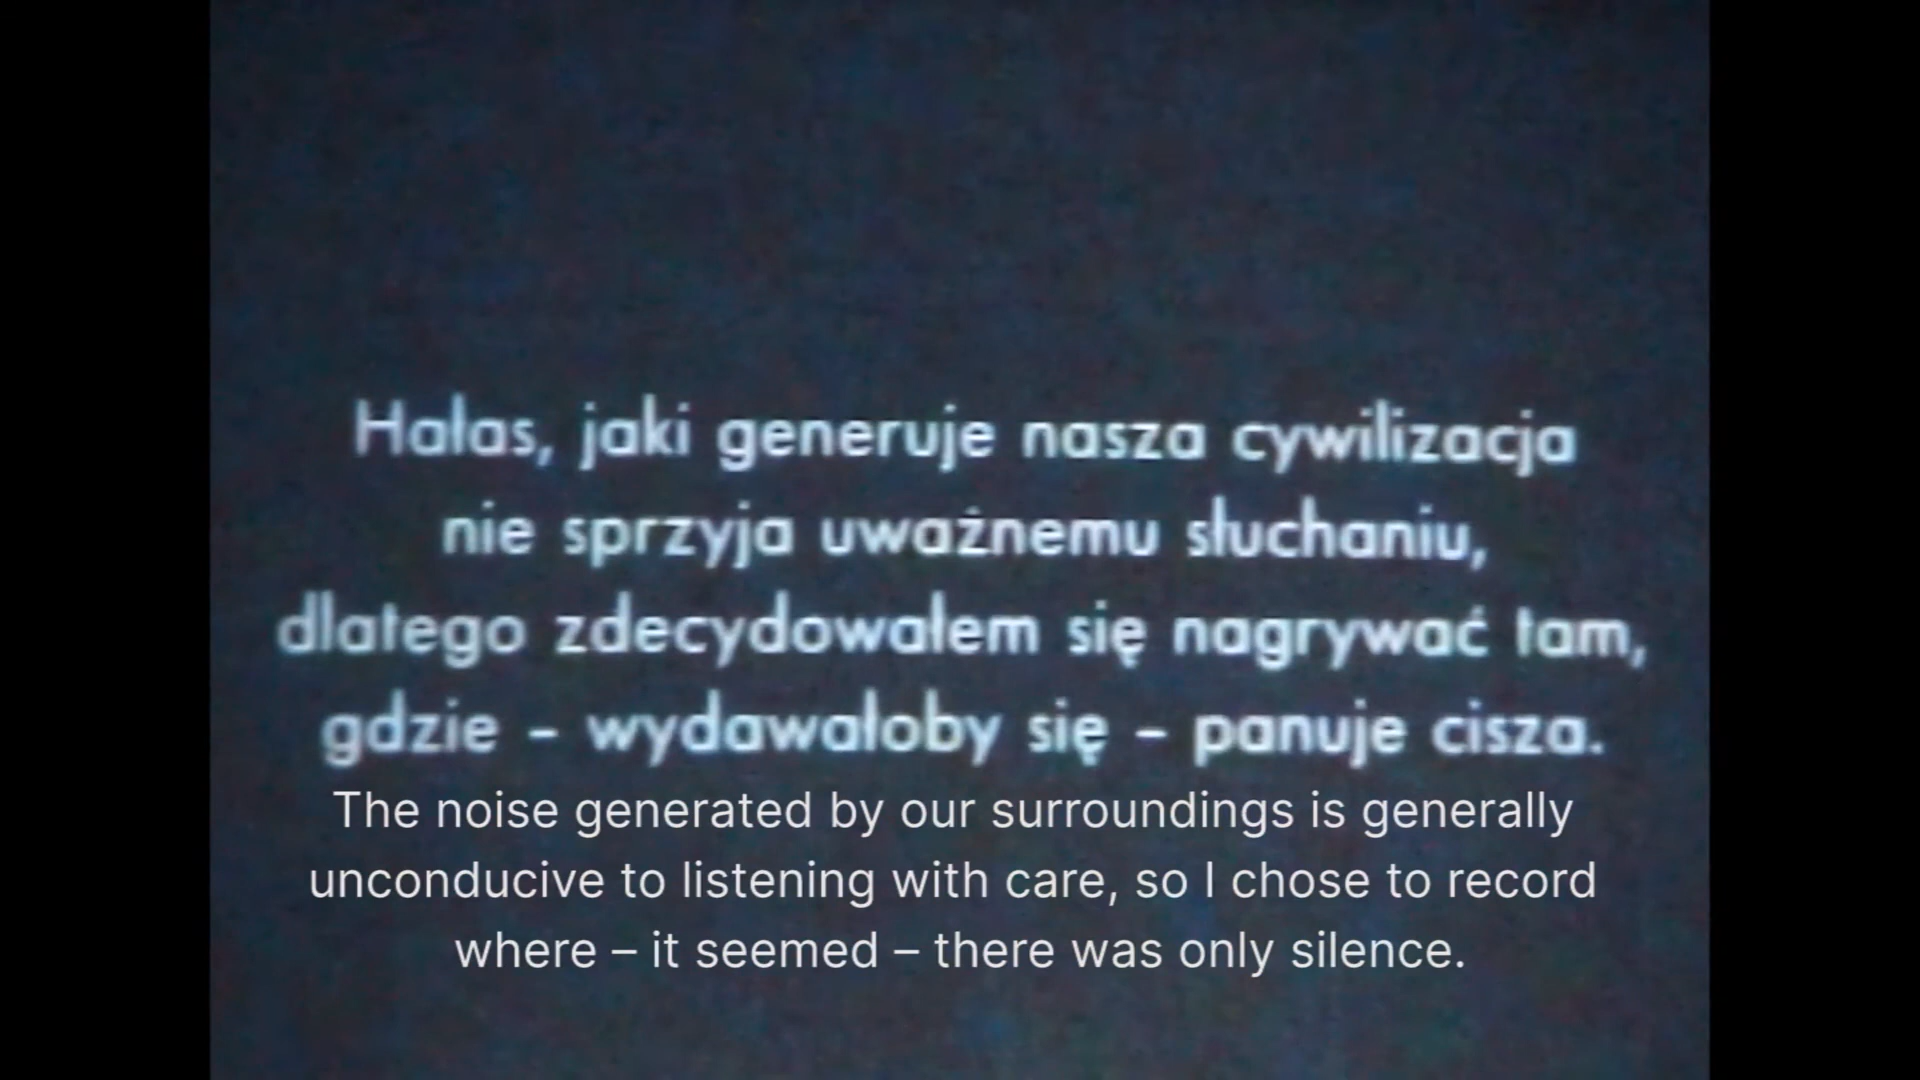 Hałas, jaki generuje nasza cywilizacja
nie sprzyja uważnemu słuchaniu,
dlatego zdecydowałem się nagrywać tam,
gdzie – wydawałoby się – panuje cisza.
The noise generated by our surroundings is generally
unconducive to listening with care, so I chose to record
where – it seemed – there was only silence.